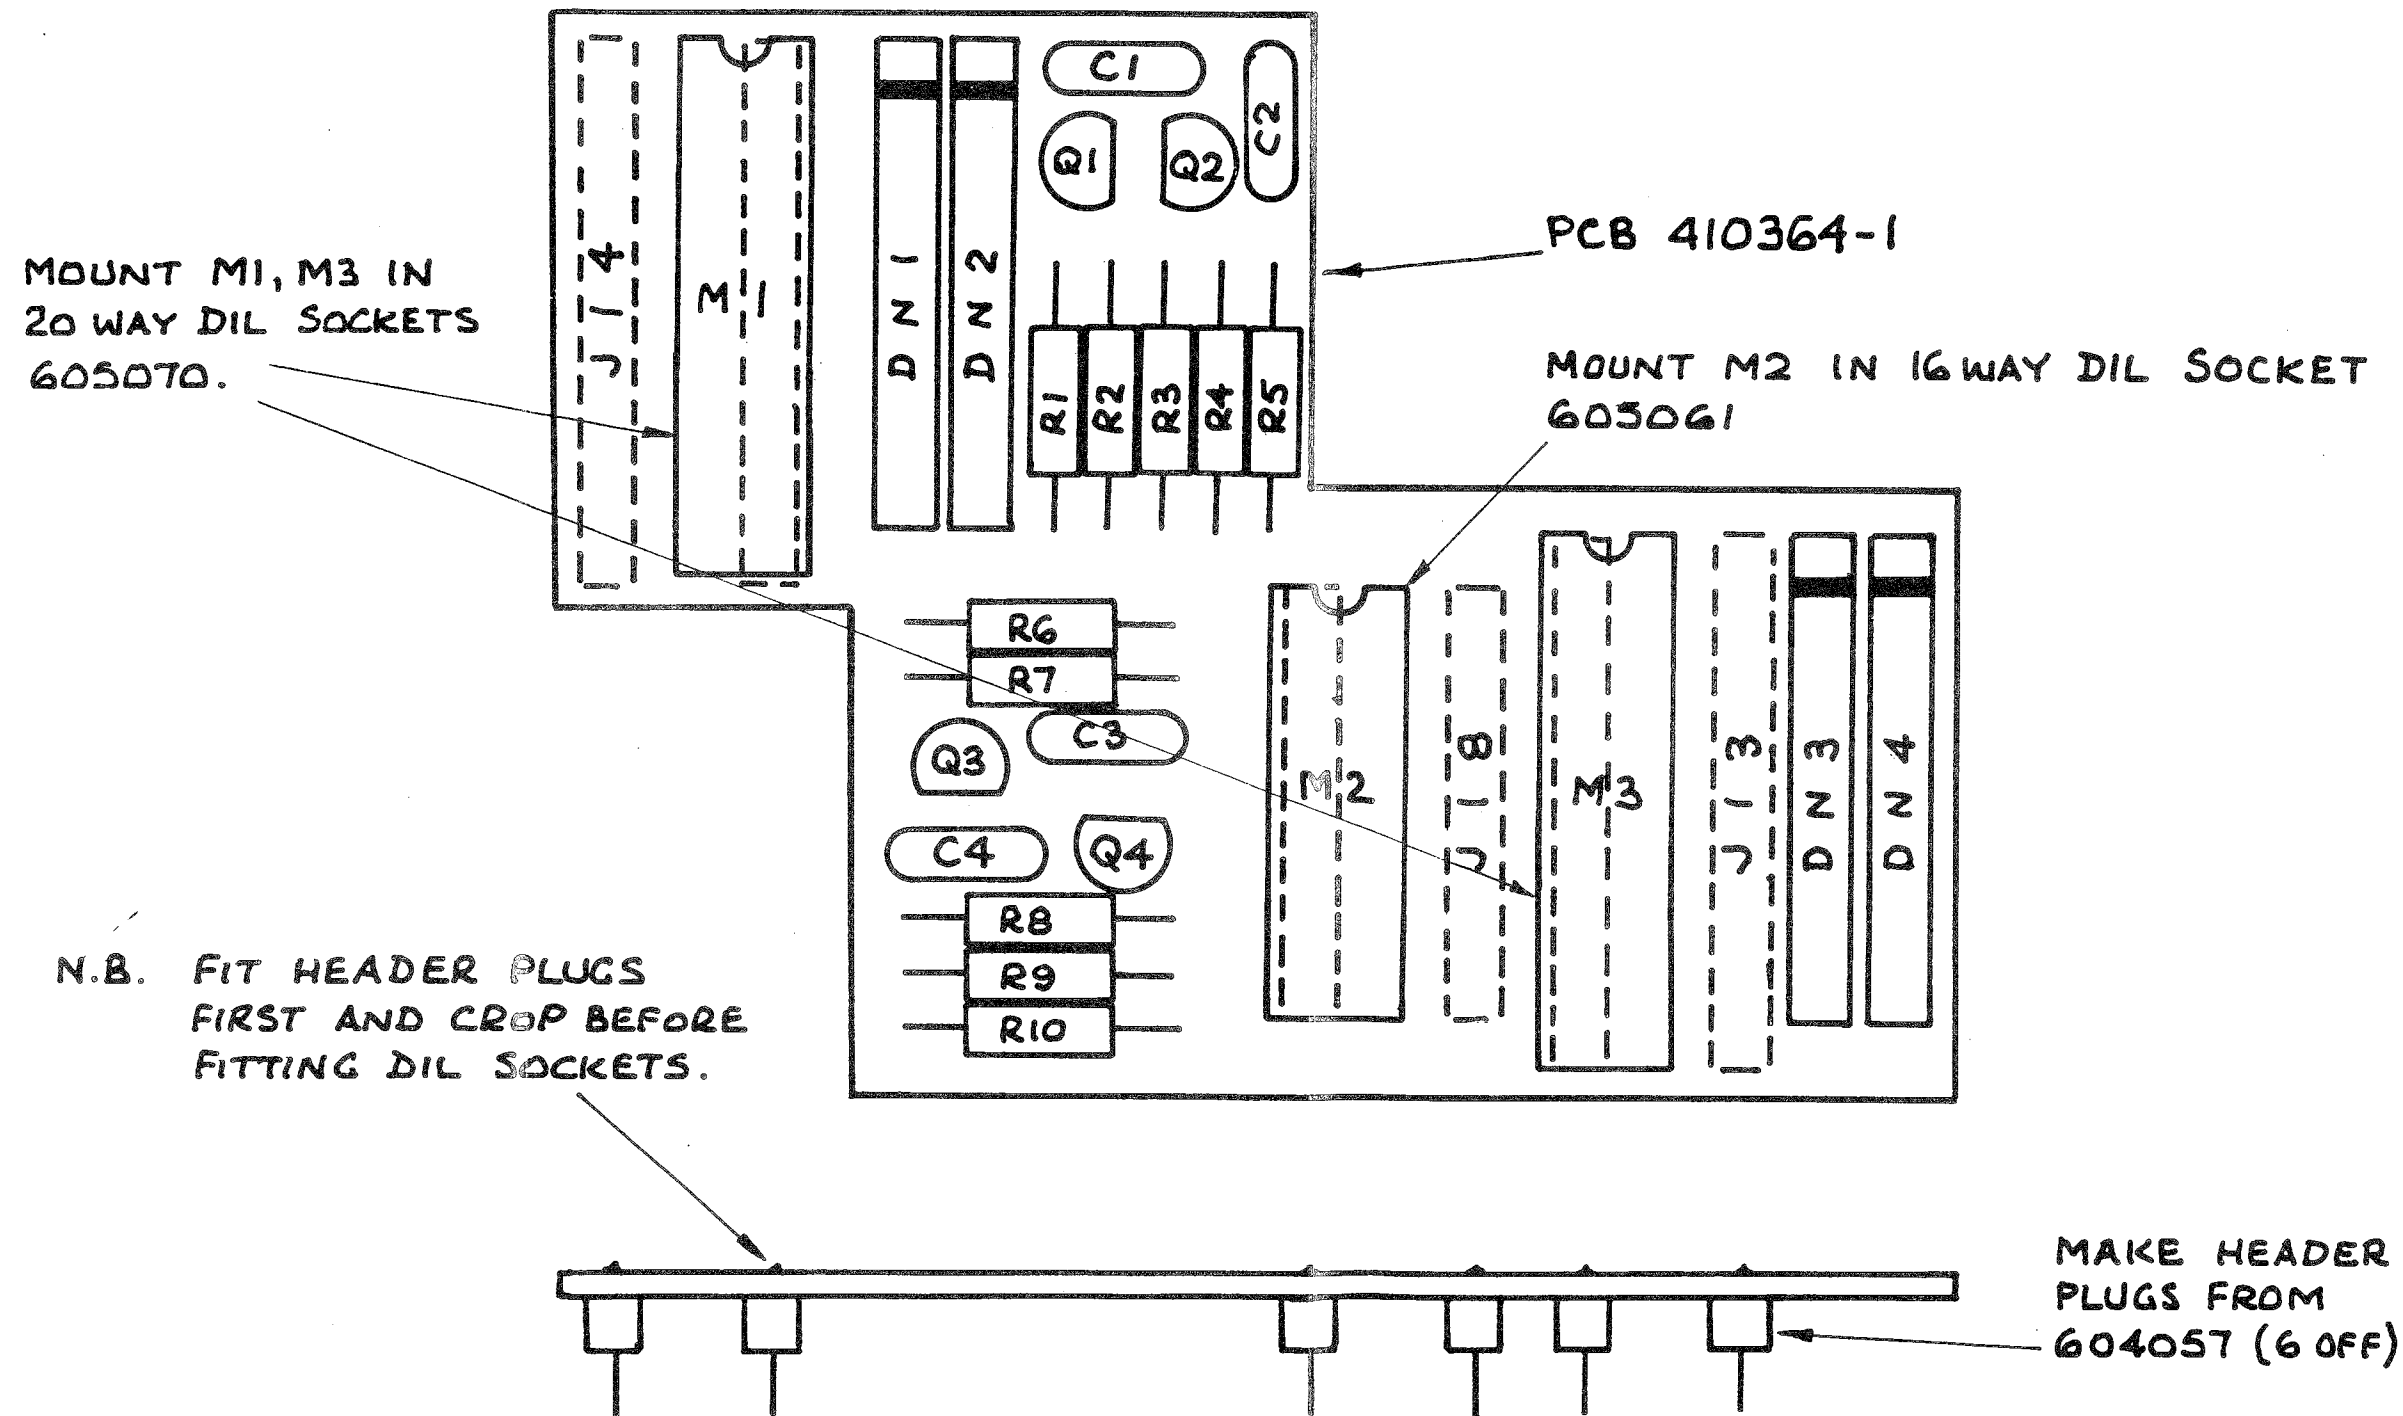 C1
C2
Q1
Q2
J14
M1
DN1
DN2
PCB 410364-1
MOUNT M1, M3 IN
20 WAY DIL SOCKETS
605070.
R1
R2
R3
R4
R5
MOUNT M2 IN 16 WAY DIL SOCKET
605061
R6
R7
C3
Q3
C4
Q4
R8
R9
R10
M2
J18
M3
J13
DN3
DN4
N.B. FIT HEADER PLUGS
FIRST AND CROP BEFORE
FITTING DIL SOCKETS.
MAKE HEADER
PLUGS FROM
604057 (6 OFF)